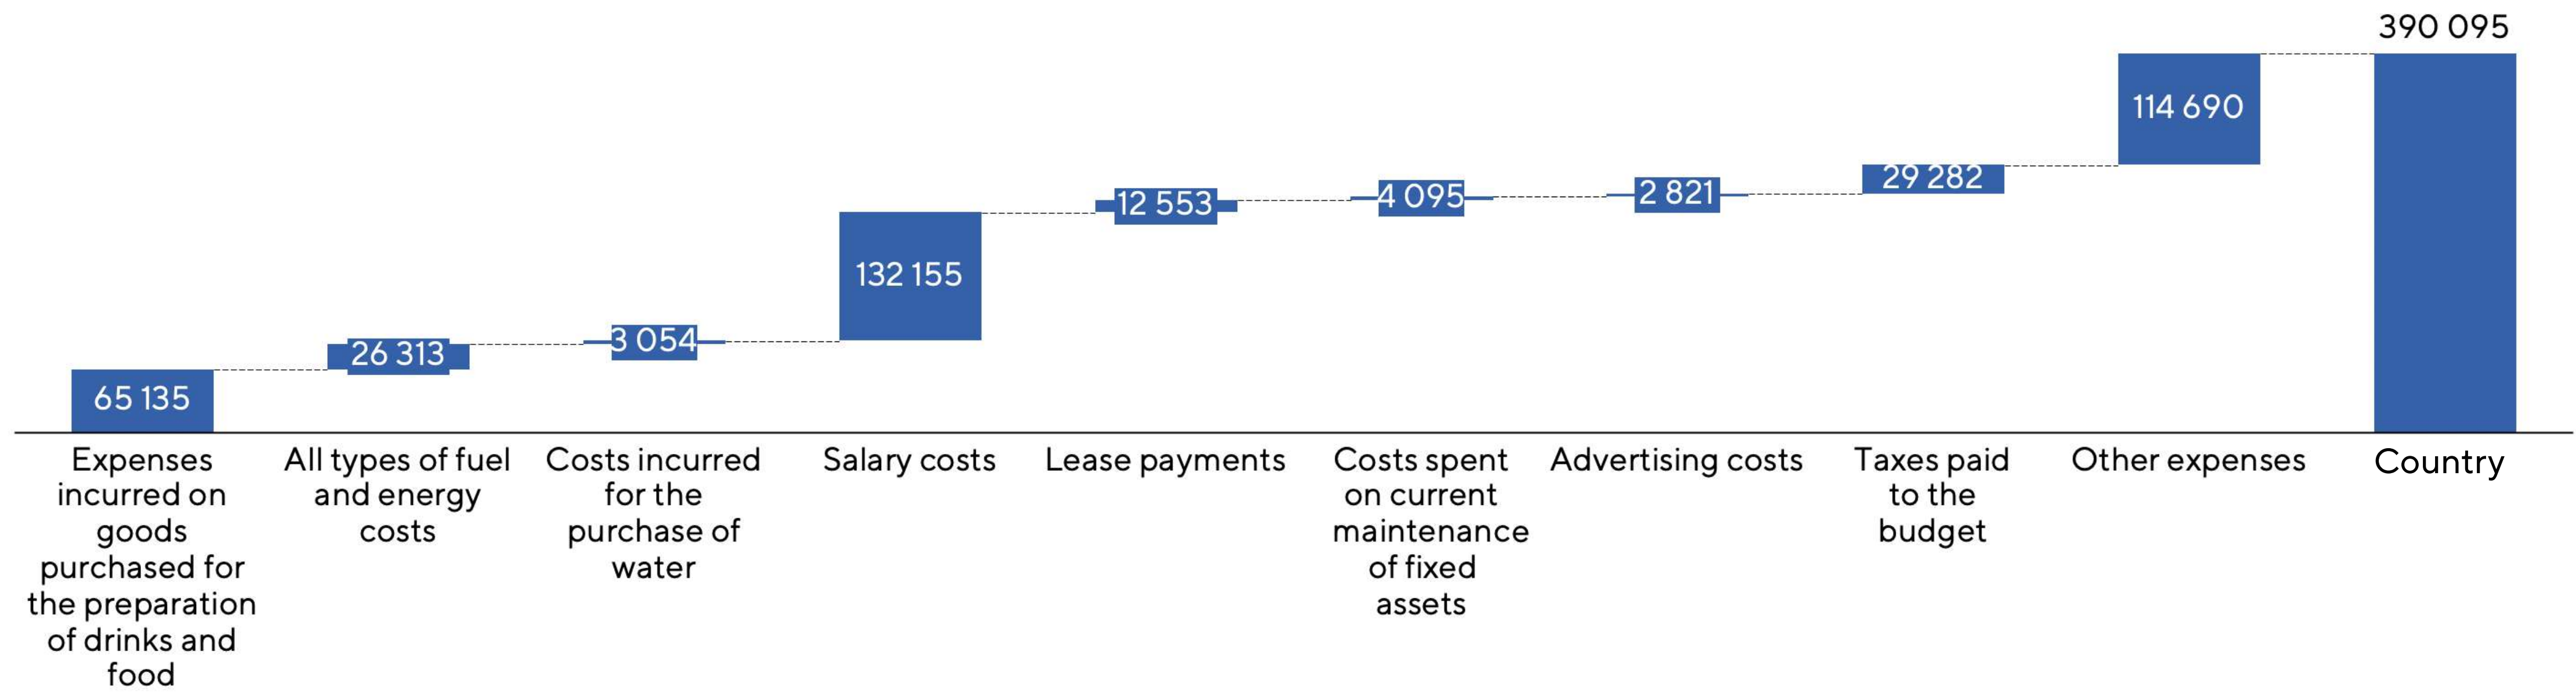 390 095
114 690
29 282
2 821
4 095
12 553
132 155
3 054
26 313
65 135
Expenses
incurred on
goods
purchased for
the preparation
of drinks and
food
All types of fuel
and energy
costs
Costs incurred
for the
purchase of
water
Salary costs
Lease payments
Costs spent
on current
maintenance
of fixed
assets
Advertising costs
Taxes paid
to the
budget
Other expenses
Country